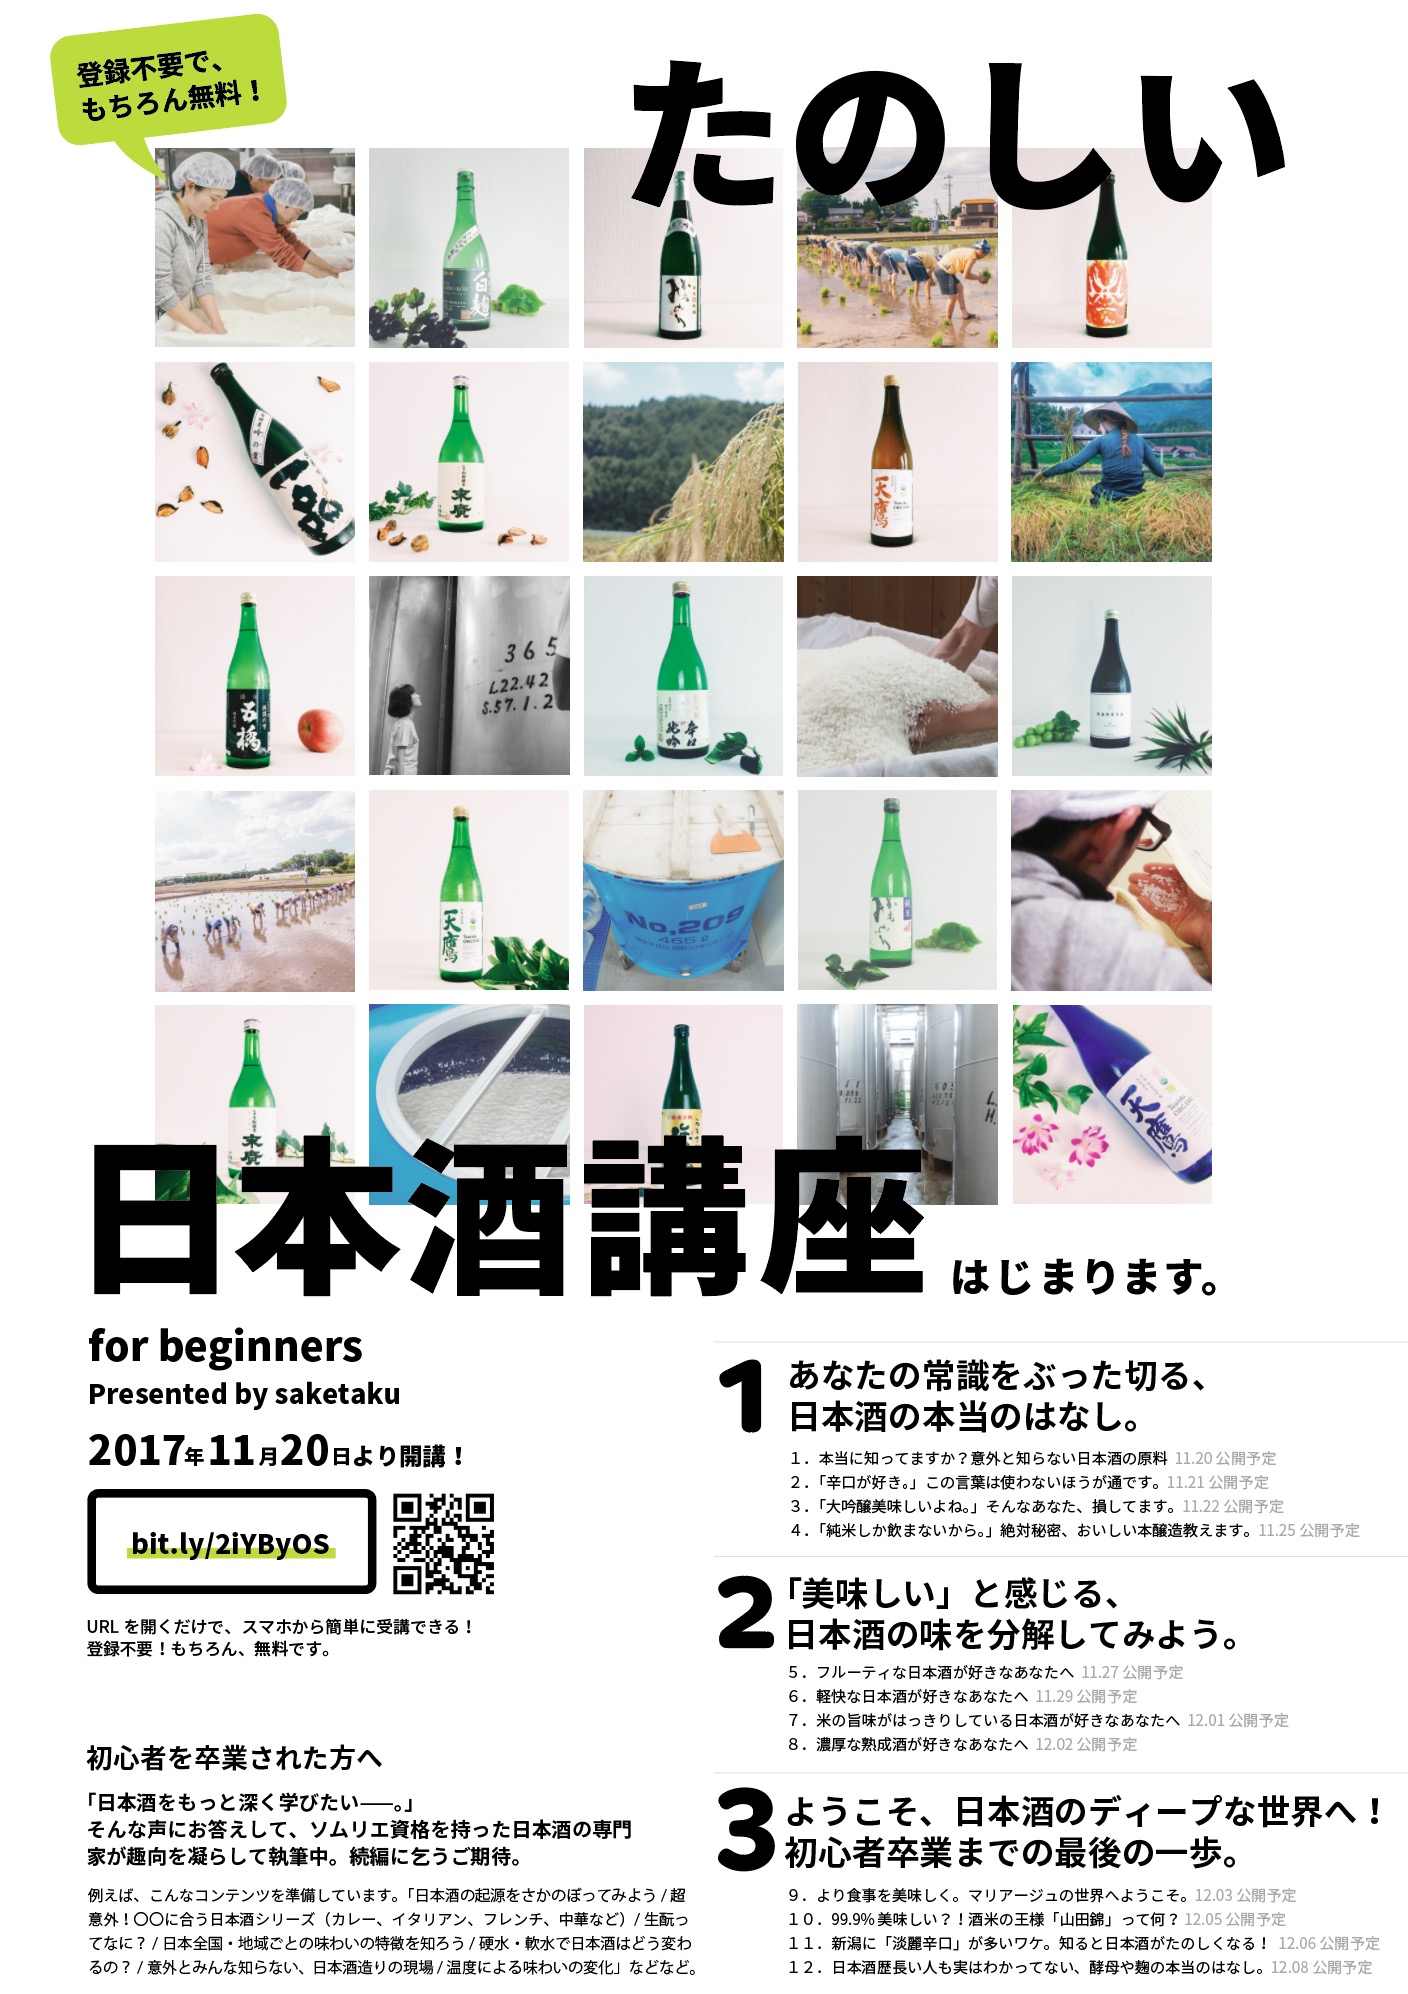 登録不要で、
もちろん無料！
たのしい
白麹
末廣
天鷹
五橋
365
L22.42
S.57.1.2
辛口
吟
天鷹
No,209
465
純米
末廣
天鷹
日本酒講座 はじまります。
for beginners
Presented by saketaku
2017年11月20日より開講！
bit.ly/2iYByOS
URL を開くだけで、スマホから簡単に受講できる！
登録不要！もちろん、無料です。
初心者を卒業された方へ
「日本酒をもっと深く学びたい——。」
そんな声にお答えして、ソムリエ資格を持った日本酒の専門
家が趣向を凝らして執筆中。続編に乞うご期待。
例えば、こんなコンテンツを準備しています。「日本酒の起源をさかのぼってみよう / 超
意外！〇〇に合う日本酒シリーズ（カレー、イタリアン、フレンチ、中華など）/ 生酛っ
てなに？ / 日本全国・地域ごとの味わいの特徴を知ろう / 硬水・軟水で日本酒はどう変わ
るの？ / 意外とみんな知らない、日本酒造りの現場 / 温度による味わいの変化」などなど。
1 あなたの常識をぶった切る、
日本酒の本当のはなし。
１．本当に知ってますか？意外と知らない日本酒の原料 11.20 公開予定
２．「辛口が好き。」この言葉は使わないほうが通です。11.21 公開予定
３．「大吟醸美味しいよね。」そんなあなた、損してます。11.22 公開予定
４．「純米しか飲まないから。」絶対秘密、おいしい本醸造教えます。11.25 公開予定
2 「美味しい」と感じる、
日本酒の味を分解してみよう。
５．フルーティな日本酒が好きなあなたへ 11.27 公開予定
６．軽快な日本酒が好きなあなたへ 11.29 公開予定
７．米の旨味がはっきりしている日本酒が好きなあなたへ 12.01 公開予定
８．濃厚な熟成酒が好きなあなたへ 12.02 公開予定
3 ようこそ、日本酒のディープな世界へ！
初心者卒業までの最後の一歩。
９．より食事を美味しく。マリアージュの世界へようこそ。12.03 公開予定
１０．99.9% 美味しい？！酒米の王様「山田錦」って何？ 12.05 公開予定
１１．新潟に「淡麗辛口」が多いワケ。知ると日本酒がたのしくなる！ 12.06 公開予定
１２．日本酒歴長い人も実はわかってない、酵母や麹の本当のはなし。12.08 公開予定